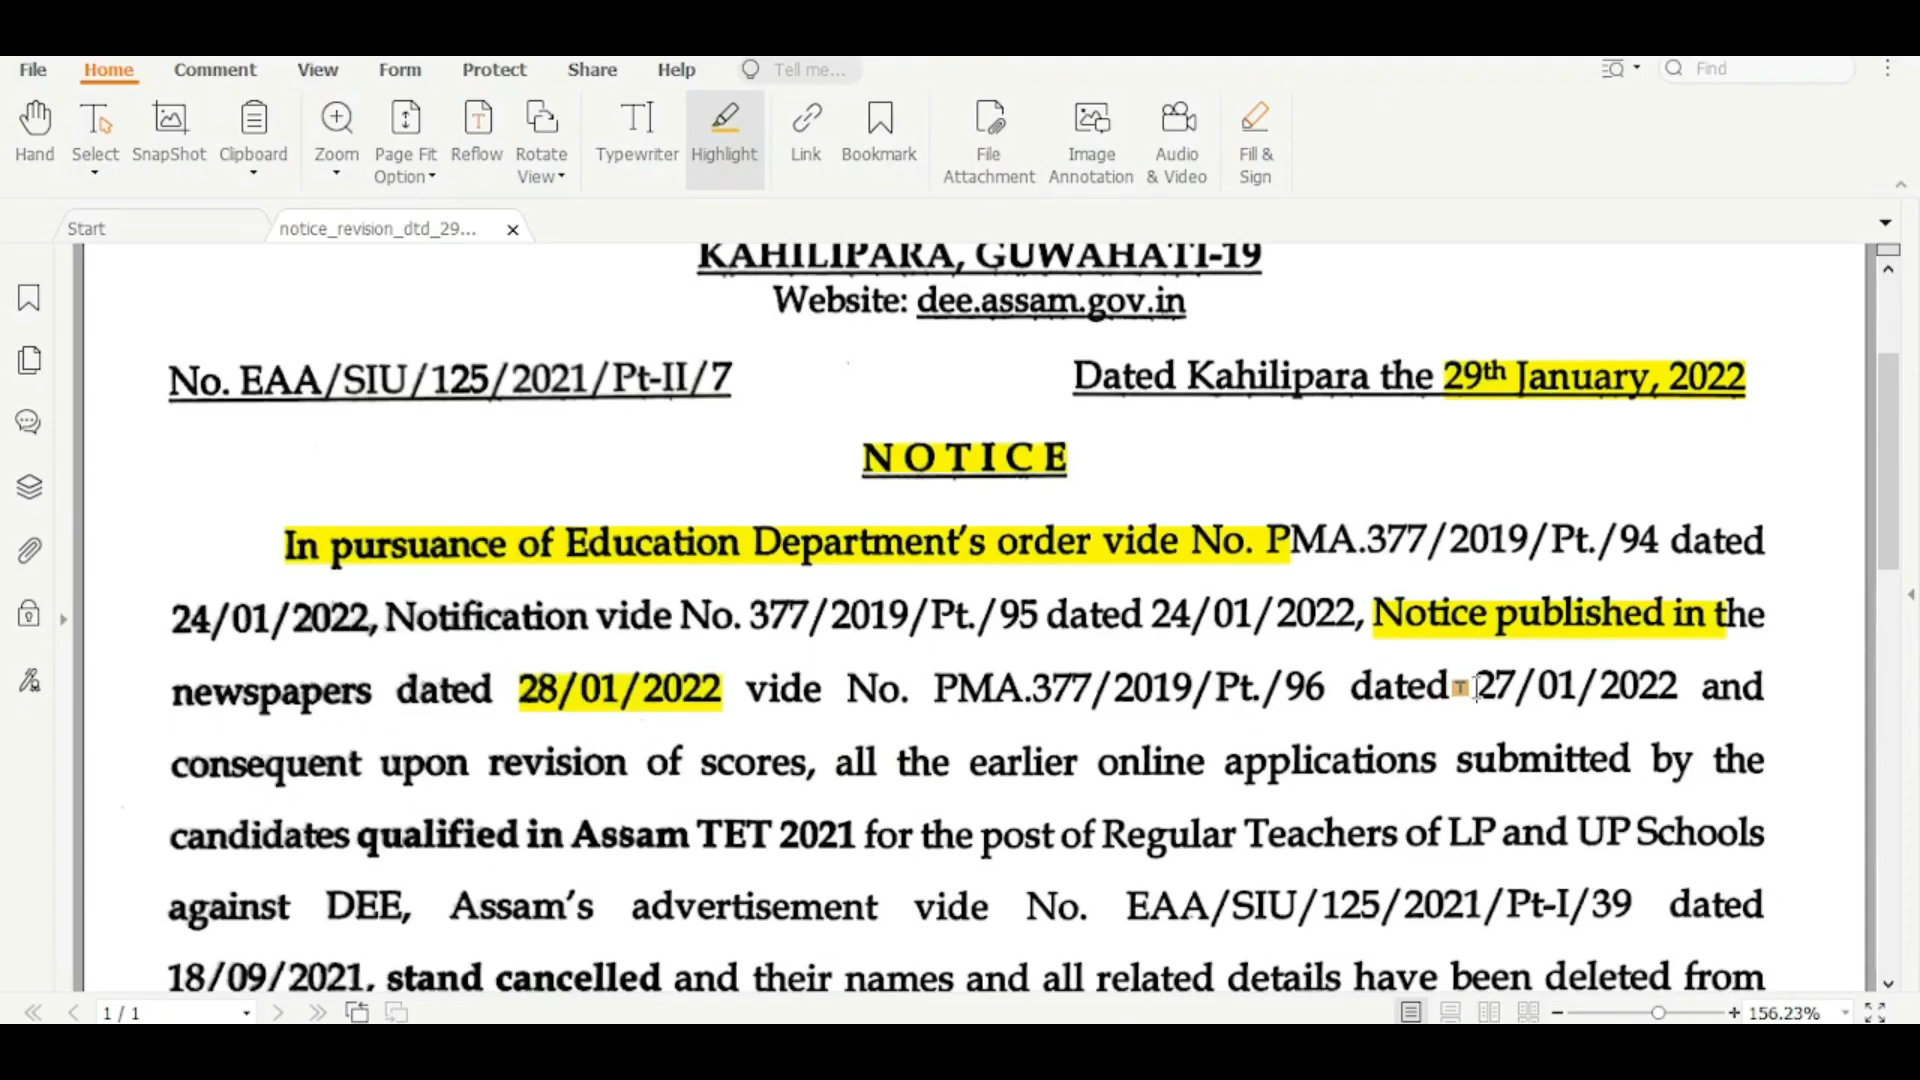 File Home Comment View Form Protect Share Help Tell me... Find
Hand Select SnapShot Clipboard Zoom Page Fit Option Reflow Rotate View Typewriter Highlight Link Bookmark File Attachment Image Annotation Audio & Video Fill & Sign
Start notice_revision_dtd_29...
KAHILIPARA, GUWAHATI-19
Website: dee.assam.gov.in
No. EAA/SIU/125/2021/Pt-II/7 Dated Kahilipara the 29th January, 2022
N O T I C E
In pursuance of Education Department's order vide No. PMA.377/2019/Pt./94 dated
24/01/2022, Notification vide No. 377/2019/Pt./95 dated 24/01/2022, Notice published in the
newspapers dated 28/01/2022 vide No. PMA.377/2019/Pt./96 dated 27/01/2022 and
consequent upon revision of scores, all the earlier online applications submitted by the
candidates qualified in Assam TET 2021 for the post of Regular Teachers of LP and UP Schools
against DEE, Assam's advertisement vide No. EAA/SIU/125/2021/Pt-I/39 dated
18/09/2021, stand cancelled and their names and all related details have been deleted from
1 / 1 156.23%